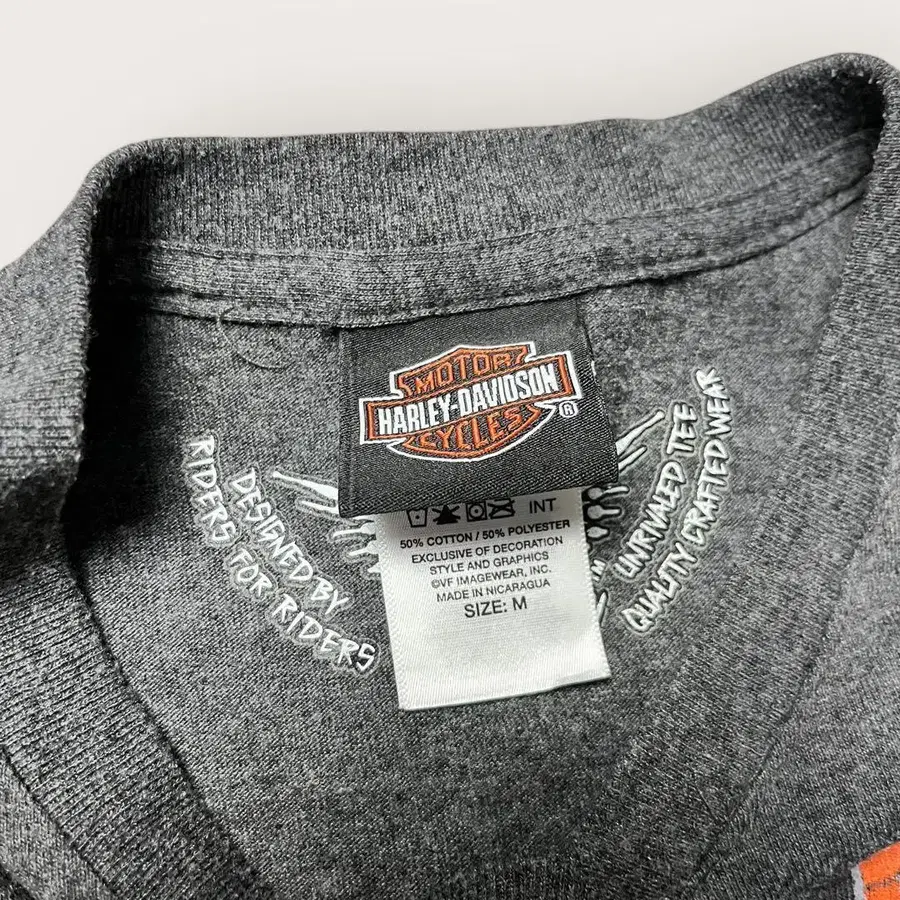 MOTOR
HARLEY-DAVIDSON
CYCLES
®
INT
50% COTTON / 50% POLYESTER
EXCLUSIVE OF DECORATION
STYLE AND GRAPHICS
©VF IMAGEWEAR, INC.
MADE IN NICARAGUA
SIZE: M
DESIGNED BY
RIDERS FOR RIDERS
UNRIVALED TEE
QUALITY CRAFTED WEAR